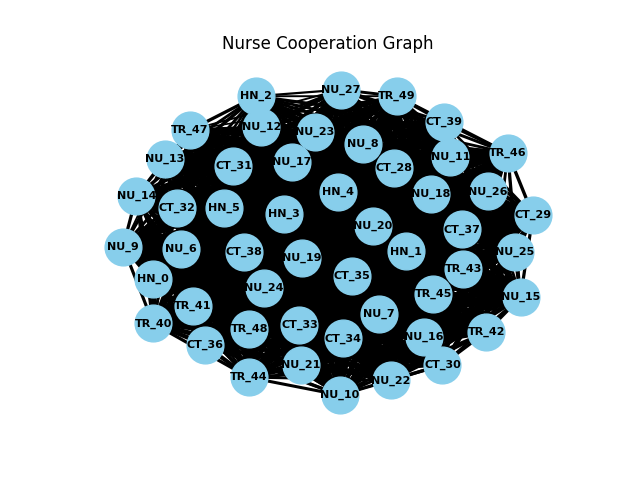 Nurse Cooperation Graph
NU_27
HN_2
TR_49
CT_39
NU_12
TR_47
NU_23
NU_8
TR_46
NU_11
NU_13
NU_17
CT_31
CT_28
NU_26
HN_4
NU_18
NU_14
CT_32
HN_5
HN_3
CT_29
NU_20
CT_37
NU_9
NU_6
CT_38
HN_1
NU_25
NU_19
TR_43
CT_35
HN_0
NU_24
TR_45
NU_15
TR_41
NU_7
TR_40
CT_33
TR_48
TR_42
NU_16
CT_34
CT_36
NU_21
CT_30
TR_44
NU_22
NU_10